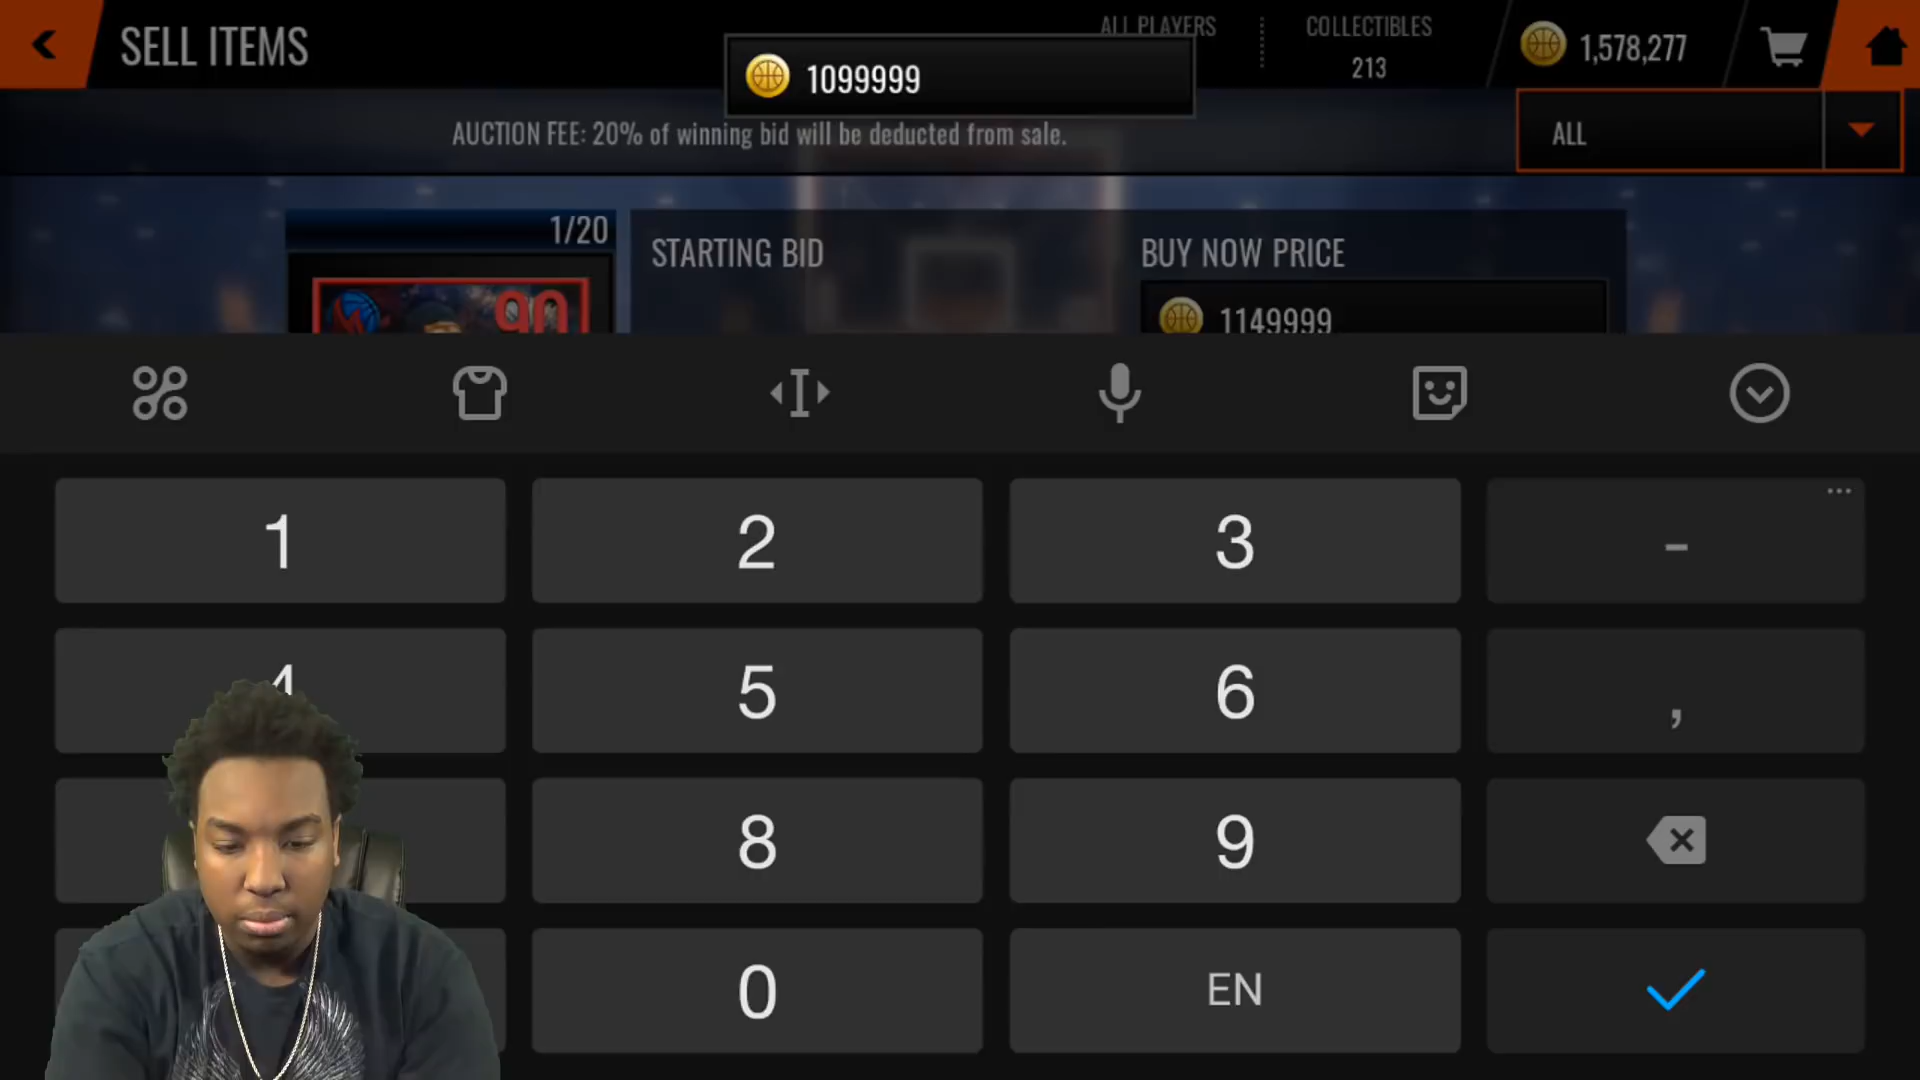 SELL ITEMS
ALL PLAYERS
COLLECTIBLES
213
1,578,277
1099999
AUCTION FEE: 20% of winning bid will be deducted from sale.
ALL
1/20
90
STARTING BID
BUY NOW PRICE
1149999
1
2
3
-
4
5
6
,
8
9
0
EN